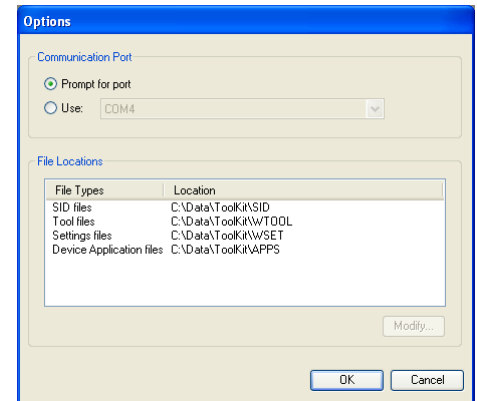 Options
Communication Port
Prompt for port
Use: COM4
File Locations
File Types Location
SID files C:\Data\ToolKit\SID
Tool files C:\Data\ToolKit\WTOOL
Settings files C:\Data\ToolKit\WSET
Device Application files C:\Data\ToolKit\APPS
Modify...
OK Cancel